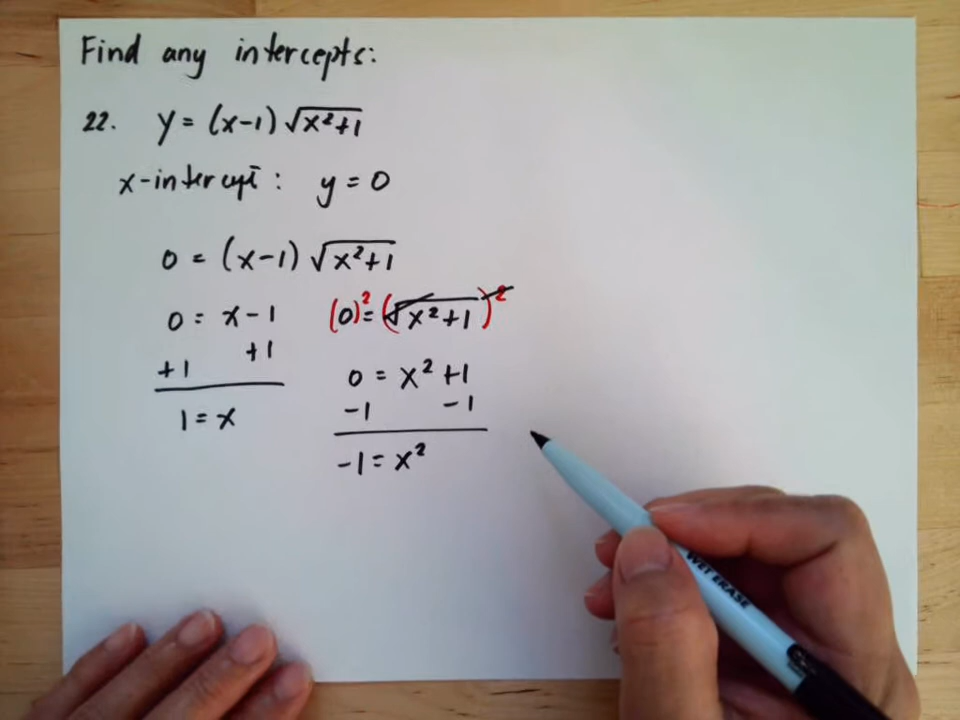 Find any intercepts:
22. y = (x-1) √x²+1
x-intercept: y = 0
0 = (x-1) √x²+1
0 = x-1 (0)² = (√x²+1)²
+1 +1
1 = x
0 = x² +1
-1 -1
-1 = x²
WET ERASE